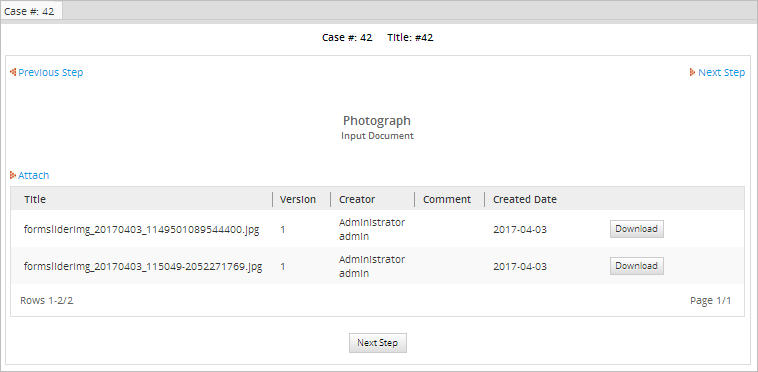 Case #: 42
Case #: 42 Title: #42
Previous Step Next Step
Photograph
Input Document
Attach
Title Version Creator Comment Created Date
formsliderimg_20170403_1149501089544400.jpg 1 Administrator admin 2017-04-03 Download
formsliderimg_20170403_115049-2052271769.jpg 1 Administrator admin 2017-04-03 Download
Rows 1-2/2 Page 1/1
Next Step